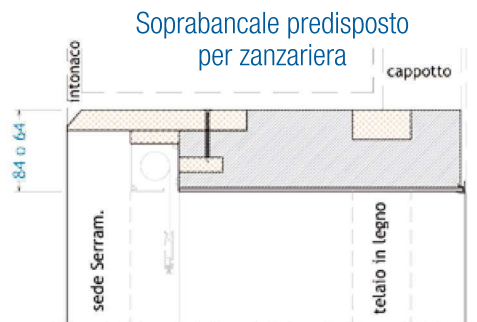 Soprabancale predisposto
per zanzariera
intonaco
cappotto
84 o 64
sede Serram.
telaio in legno